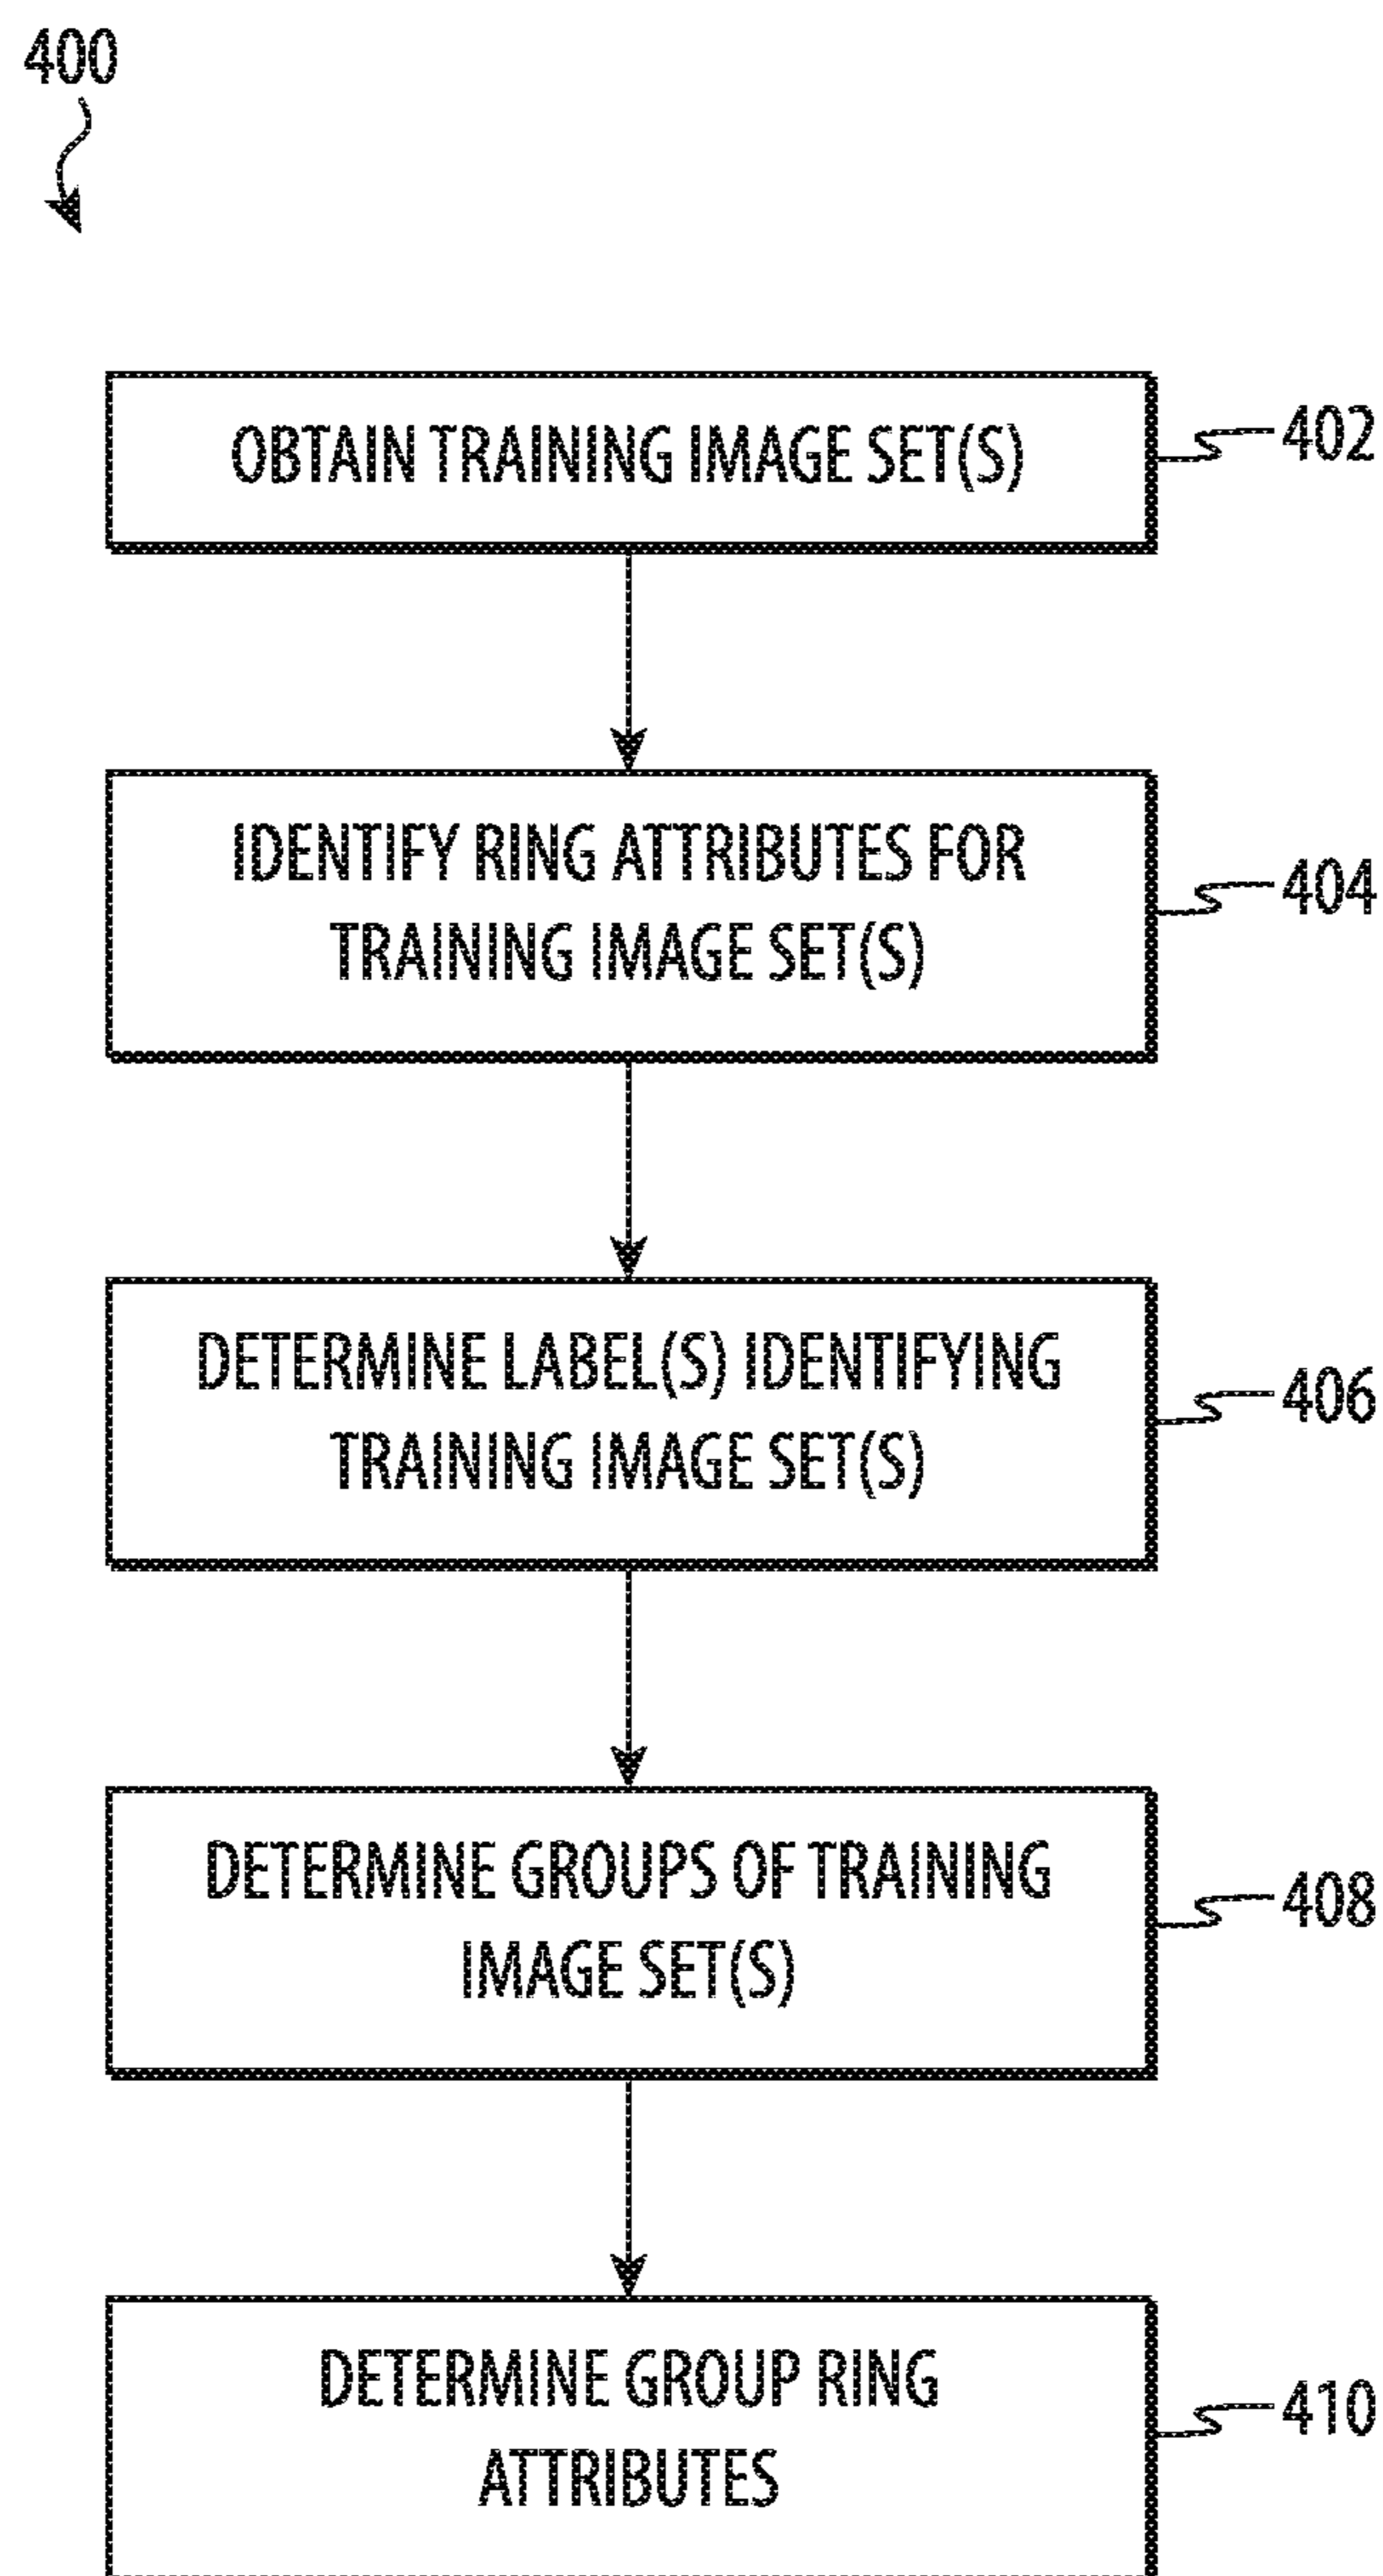 400
OBTAIN TRAINING IMAGE SET(S)
402
IDENTIFY RING ATTRIBUTES FOR
TRAINING IMAGE SET(S)
404
DETERMINE LABEL(S) IDENTIFYING
TRAINING IMAGE SET(S)
406
DETERMINE GROUPS OF TRAINING
IMAGE SET(S)
408
DETERMINE GROUP RING
ATTRIBUTES
410